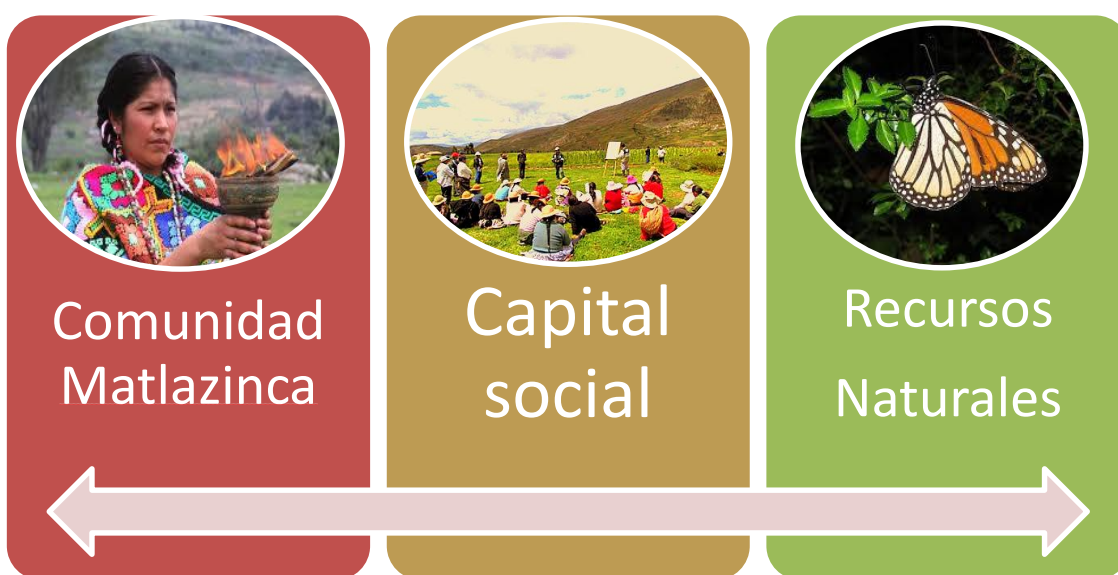 Comunidad
Matlazinca
Capital
social
Recursos
Naturales